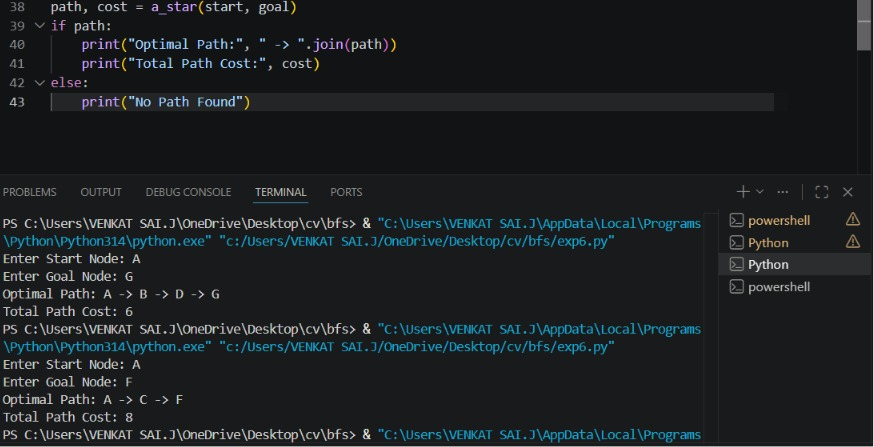 38 path, cost = a_star(start, goal)
39 if path:
40 print("Optimal Path:", " -> ".join(path))
41 print("Total Path Cost:", cost)
42 else:
43 print("No Path Found")
PROBLEMS OUTPUT DEBUG CONSOLE TERMINAL PORTS
PS C:\Users\VENKAT SAI.J\OneDrive\Desktop\cv\bfs> & "C:\Users\VENKAT SAI.J\AppData\Local\Programs
\Python\Python314\python.exe" "c:/Users/VENKAT SAI.J/OneDrive/Desktop/cv/bfs/exp6.py"
Enter Start Node: A
Enter Goal Node: G
Optimal Path: A -> B -> D -> G
Total Path Cost: 6
PS C:\Users\VENKAT SAI.J\OneDrive\Desktop\cv\bfs> & "C:\Users\VENKAT SAI.J\AppData\Local\Programs
\Python\Python314\python.exe" "c:/Users/VENKAT SAI.J/OneDrive/Desktop/cv/bfs/exp6.py"
Enter Start Node: A
Enter Goal Node: F
Optimal Path: A -> C -> F
Total Path Cost: 8
PS C:\Users\VENKAT SAI.J\OneDrive\Desktop\cv\bfs> & "C:\Users\VENKAT SAI.J\AppData\Local\Programs
powershell
Python
Python
powershell